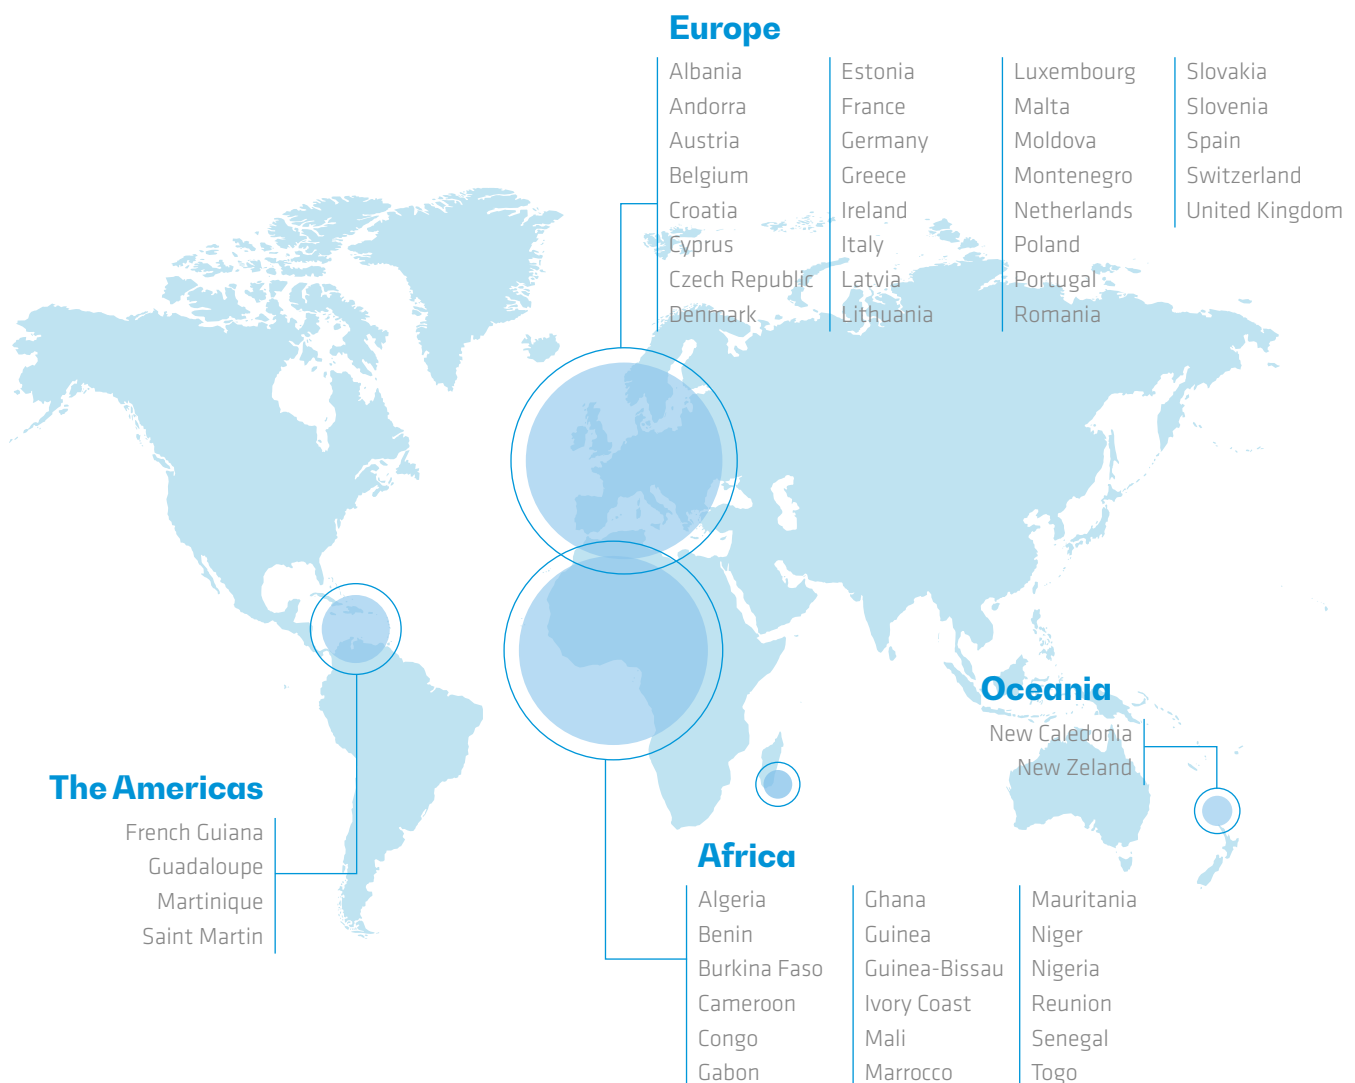 Europe
Albania
Andorra
Austria
Belgium
Croatia
Cyprus
Czech Republic
Denmark
Estonia
France
Germany
Greece
Ireland
Italy
Latvia
Lithuania
Luxembourg
Malta
Moldova
Montenegro
Netherlands
Poland
Portugal
Romania
Slovakia
Slovenia
Spain
Switzerland
United Kingdom
Oceania
New Caledonia
New Zeland
The Americas
French Guiana
Guadaloupe
Martinique
Saint Martin
Africa
Algeria
Benin
Burkina Faso
Cameroon
Congo
Gabon
Ghana
Guinea
Guinea-Bissau
Ivory Coast
Mali
Marrocco
Mauritania
Niger
Nigeria
Reunion
Senegal
Togo